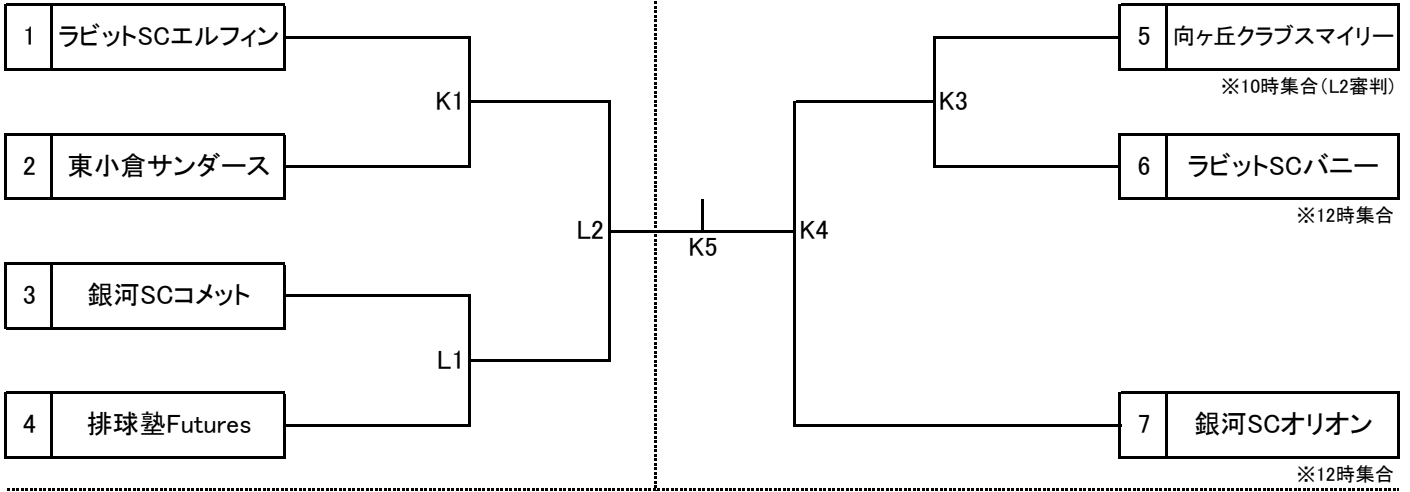 1 ラビットSCエルフィン
K1
2 東小倉サンダース
L2
3 銀河SCコメット
L1
4 排球塾Futures
K5
5 向ヶ丘クラブスマイリー
※10時集合(L2審判)
K3
6 ラビットSCバニー
※12時集合
K4
7 銀河SCオリオン
※12時集合